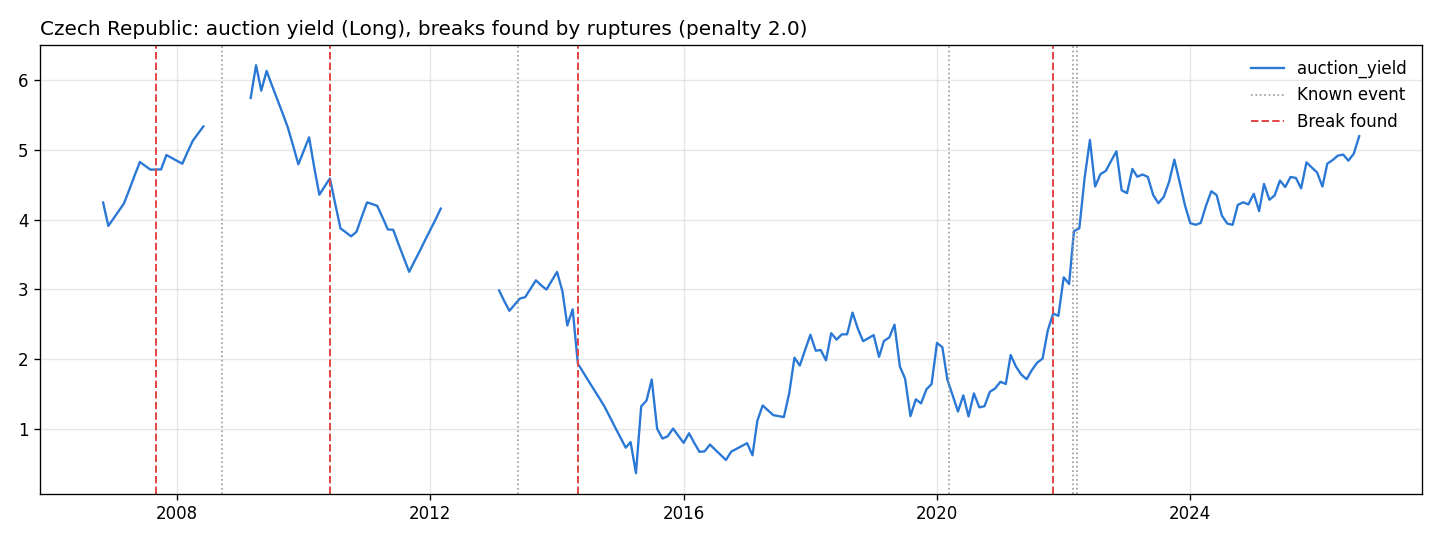 Czech Republic: auction yield (Long), breaks found by ruptures (penalty 2.0)
auction_yield
Known event
Break found
6
5
4
3
2
1
2008
2012
2016
2020
2024